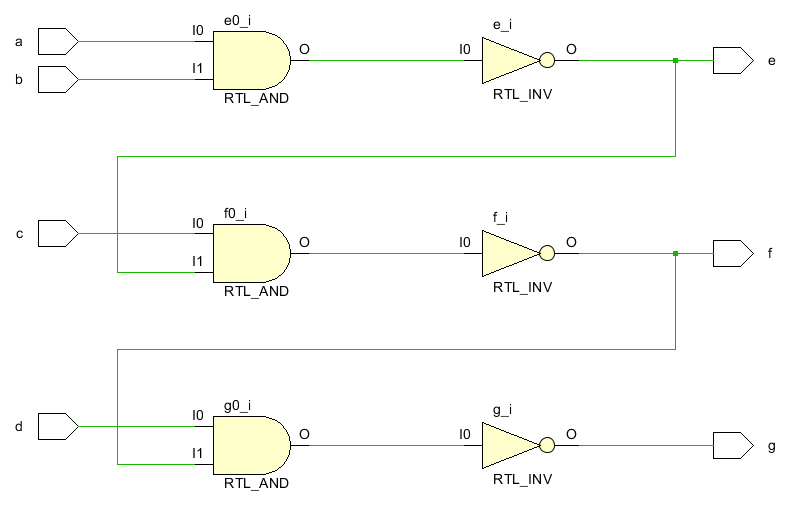 e0_i
e_i
a
I0
O
I0
O
e
b
I1
RTL_AND
RTL_INV
f0_i
f_i
c
I0
O
I0
O
f
I1
RTL_AND
RTL_INV
g0_i
g_i
d
I0
O
I0
O
g
I1
RTL_AND
RTL_INV